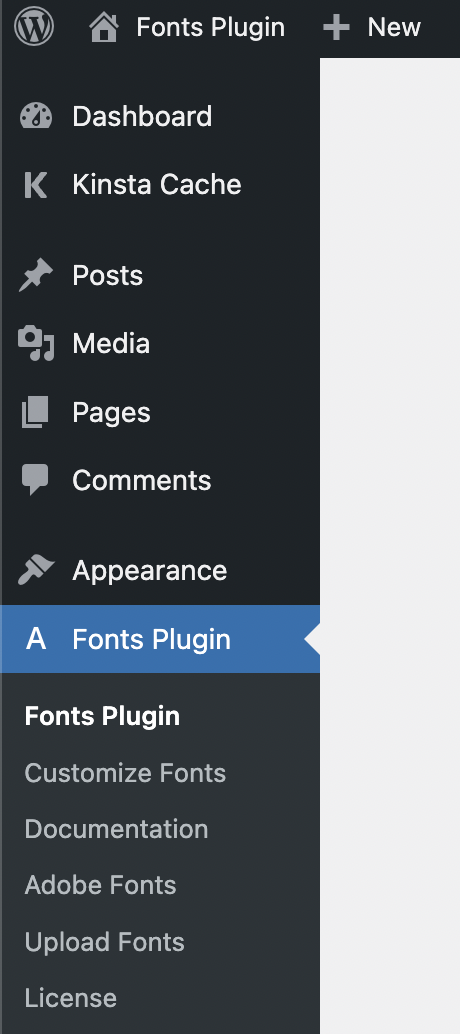 Fonts Plugin New
Dashboard
Kinsta Cache
Posts
Media
Pages
Comments
Appearance
A Fonts Plugin
Fonts Plugin
Customize Fonts
Documentation
Adobe Fonts
Upload Fonts
License